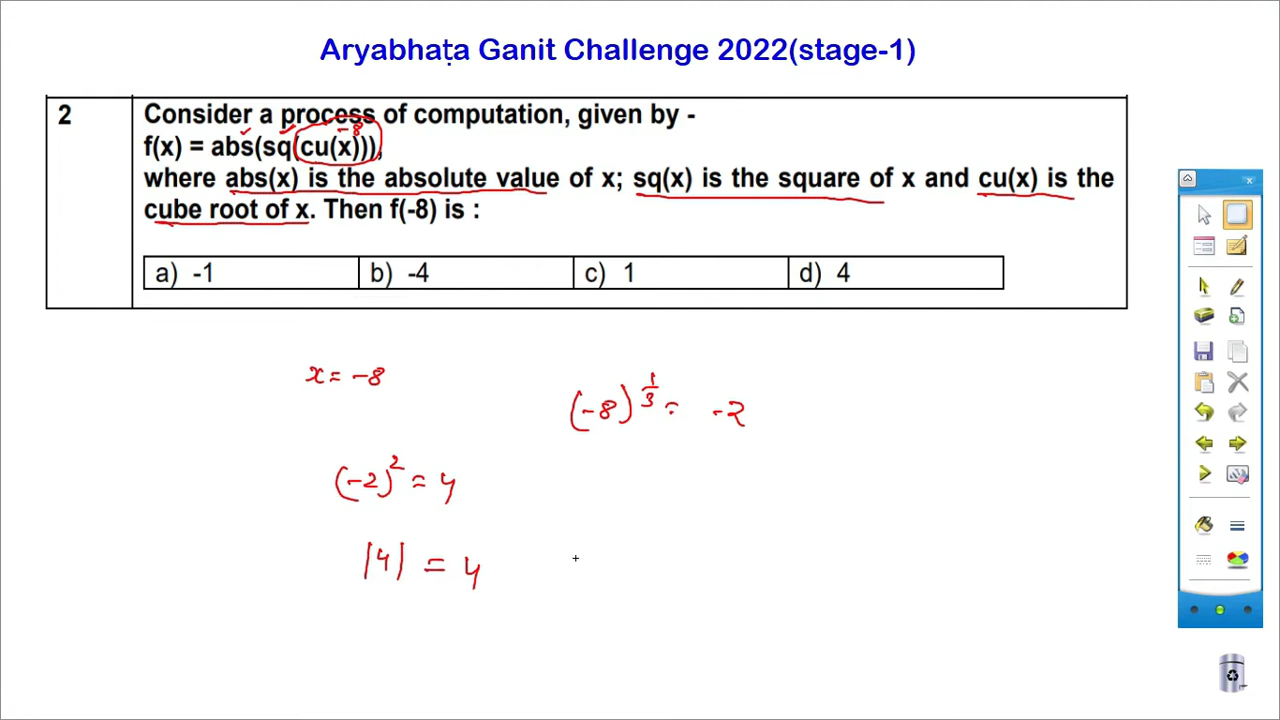 Aryabhaṭa Ganit Challenge 2022(stage-1)
2
Consider a process of computation, given by -
-8
f(x) = abs(sq(cu(x))),
where abs(x) is the absolute value of x; sq(x) is the square of x and cu(x) is the
cube root of x. Then f(-8) is :
a) -1 b) -4 c) 1 d) 4
x = -8
(-8)^{1/3} = -2
(-2)^2 = 4
|4| = 4